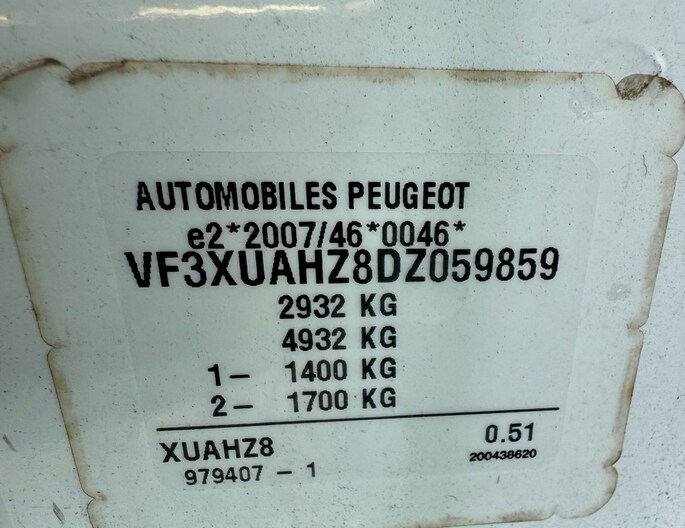 AUTOMOBILES PEUGEOT
e2*2007/46*0046*
VF3XUAHZ8DZ059859
2932 KG
4932 KG
1- 1400 KG
2- 1700 KG
XUAHZ8 0.51
979407 - 1 200438620